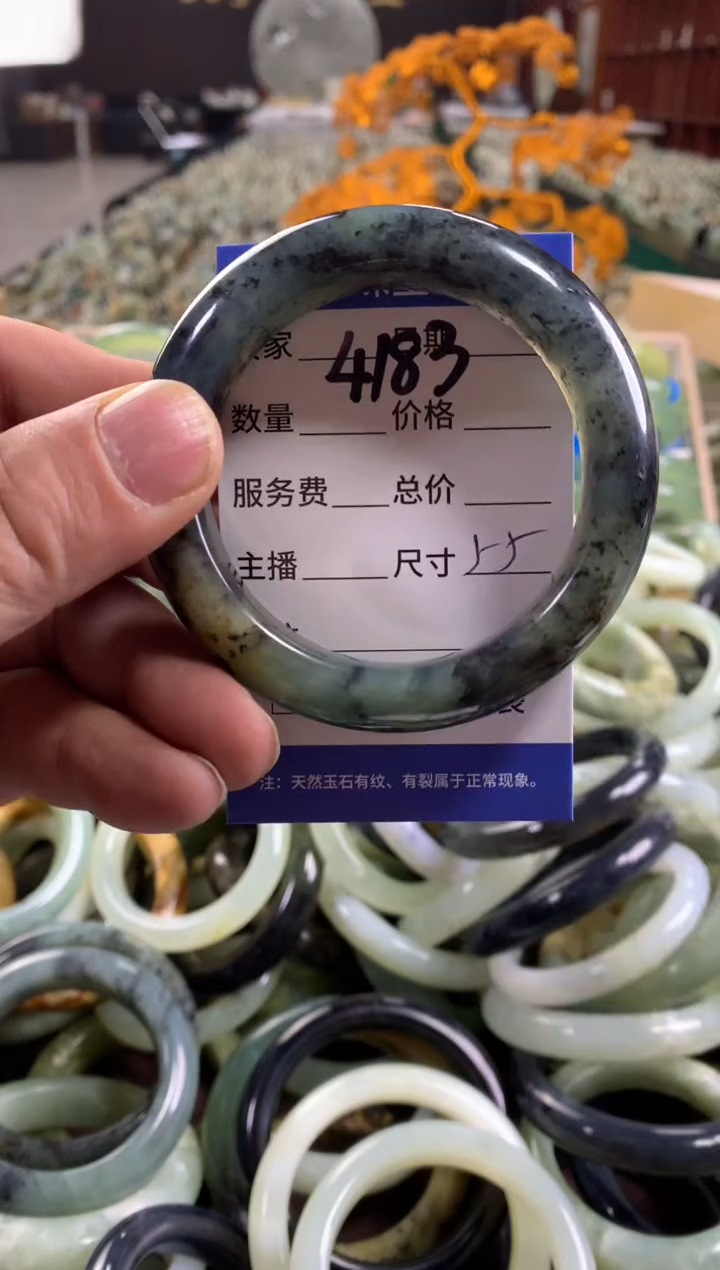 家 期
4183
数量 价格
服务费 总价
主播 尺寸 55
注：天然玉石有纹、有裂属于正常现象。